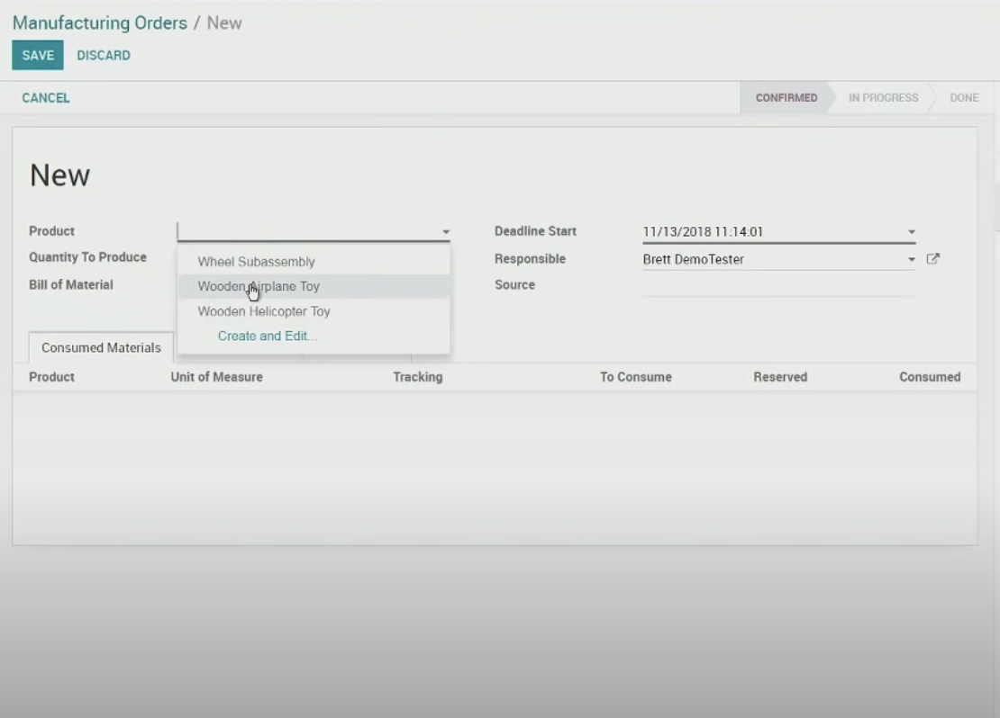 Manufacturing Orders / New
SAVE DISCARD
CANCEL CONFIRMED IN PROGRESS DONE
New
Product Deadline Start 11/13/2018 11:14:01
Quantity To Produce Wheel Subassembly Responsible Brett DemoTester
Bill of Material Wooden Airplane Toy Source
Wooden Helicopter Toy
Create and Edit...
Consumed Materials
Product Unit of Measure Tracking To Consume Reserved Consumed